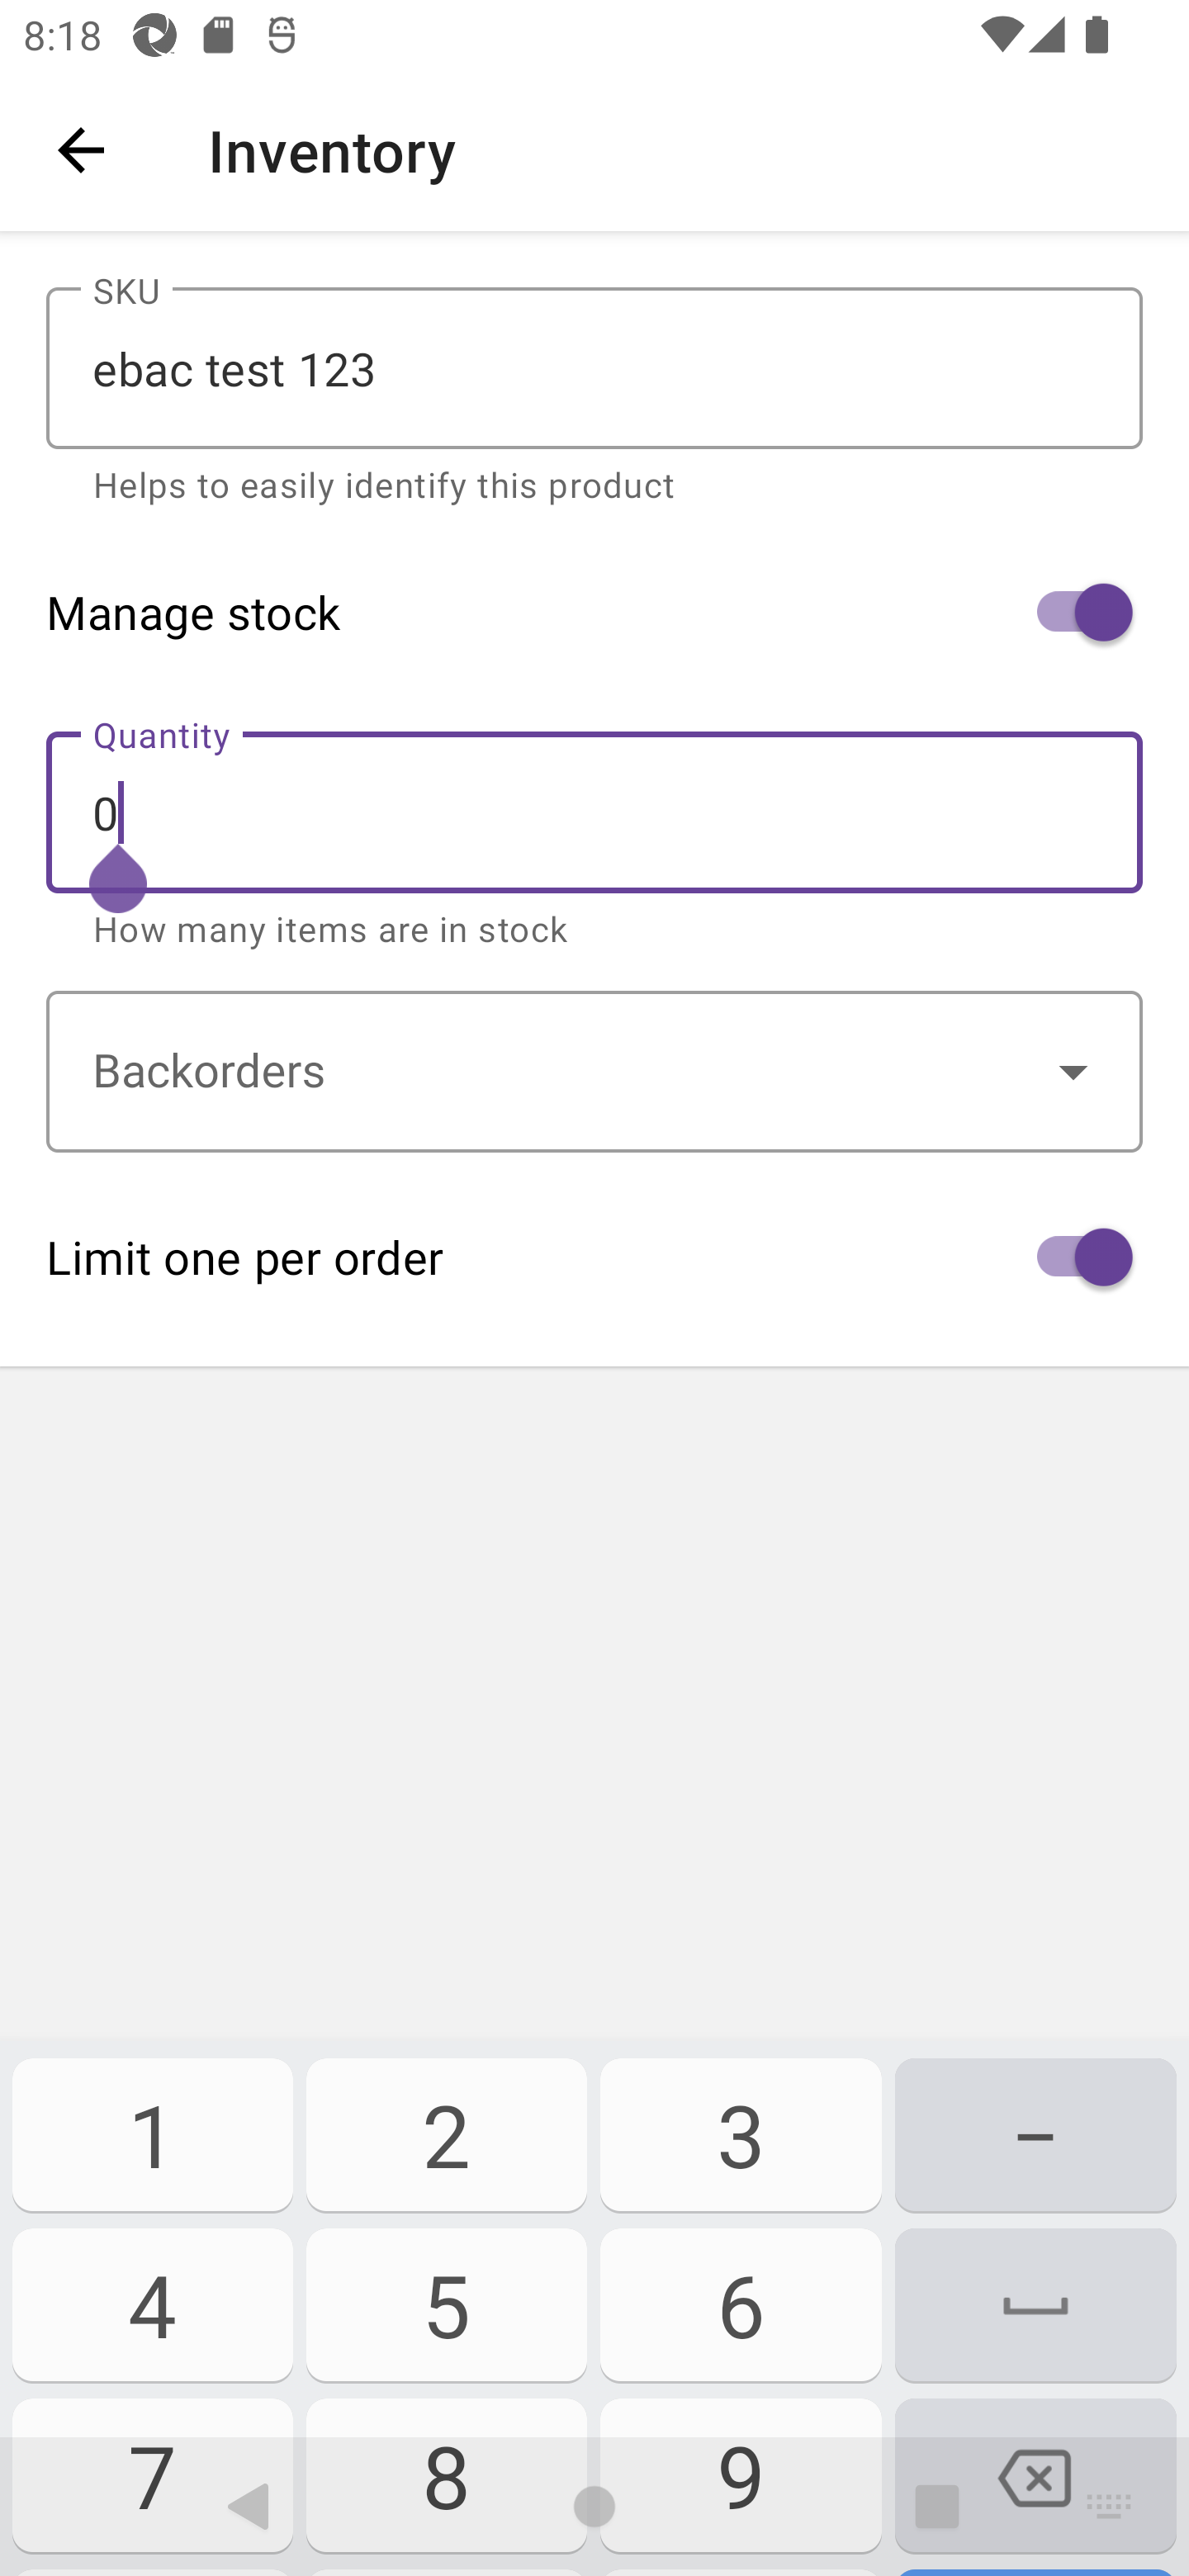 8:18
Inventory
SKU
ebac test 123
Helps to easily identify this product
Manage stock
Quantity
0
How many items are in stock
Backorders
Limit one per order
1 2 3 –
4 5 6
7 8 9